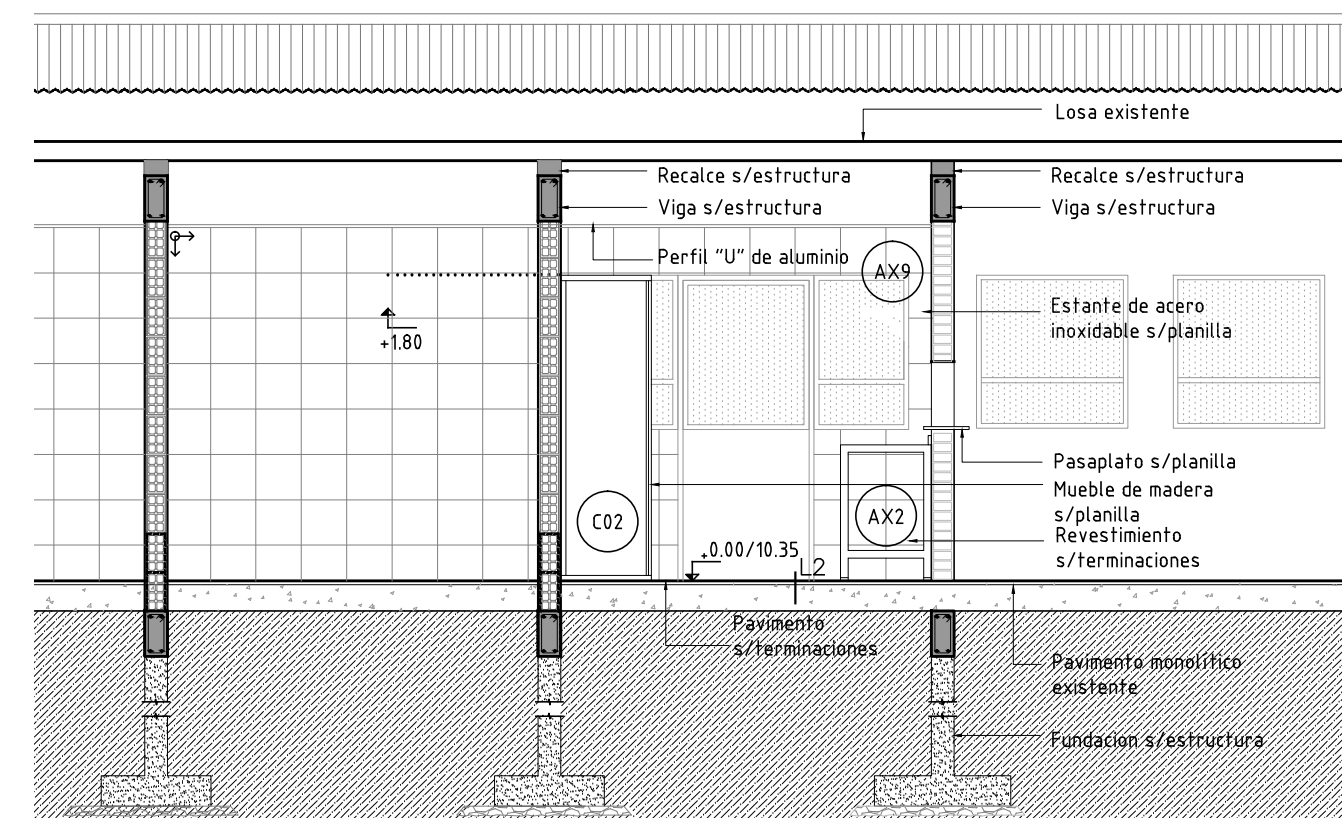 Losa existente
Recalce s/estructura
Recalce s/estructura
Viga s/estructura
Viga s/estructura
Perfil "U" de aluminio
AX9
Estante de acero
inoxidable s/planilla
+1.80
Pasaplato s/planilla
Mueble de madera
s/planilla
C02
AX2
Revestimiento
s/terminaciones
+0.00/10.35
L2
Pavimento
s/terminaciones
Pavimento monolítico
existente
Fundacion s/estructura